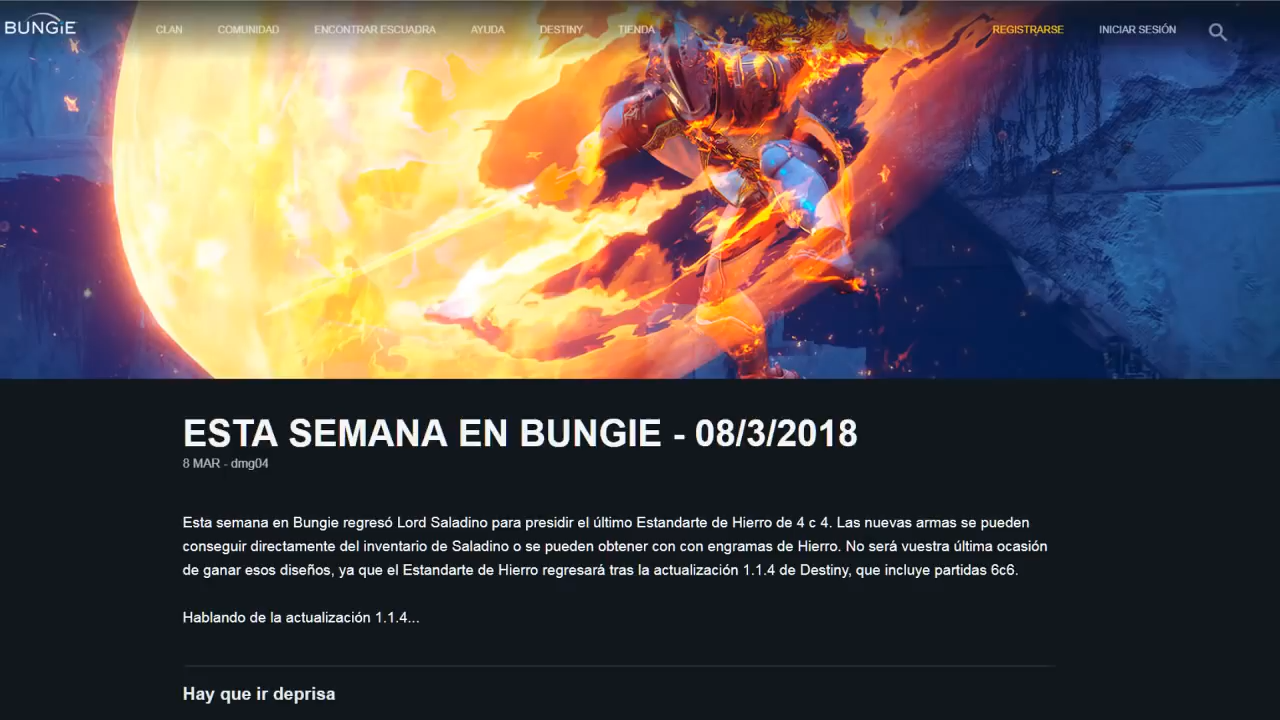 BUNGiE CLAN COMUNIDAD ENCONTRAR ESCUADRA AYUDA DESTINY TIENDA REGISTRARSE INICIAR SESIÓN
ESTA SEMANA EN BUNGIE - 08/3/2018
8 MAR - dmg04
Esta semana en Bungie regresó Lord Saladino para presidir el último Estandarte de Hierro de 4 c 4. Las nuevas armas se pueden
conseguir directamente del inventario de Saladino o se pueden obtener con con engramas de Hierro. No será vuestra última ocasión
de ganar esos diseños, ya que el Estandarte de Hierro regresará tras la actualización 1.1.4 de Destiny, que incluye partidas 6c6.
Hablando de la actualización 1.1.4...
Hay que ir deprisa